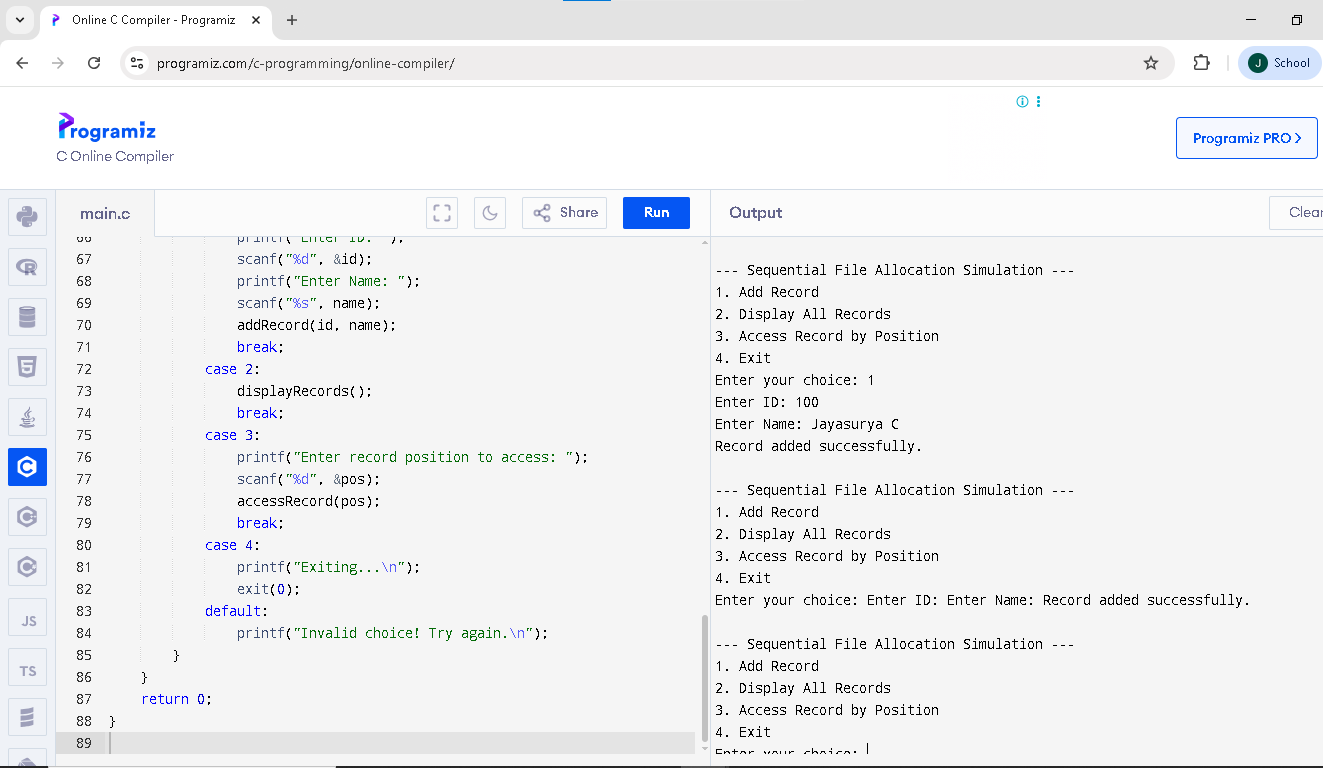 Online C Compiler - Programiz
programiz.com/c-programming/online-compiler/
J
School
Programiz
C Online Compiler
Programiz PRO >
main.c
Share
Run
Output
Clear
66 printf("Enter ID: ");
67 scanf("%d", &id);
68 printf("Enter Name: ");
69 scanf("%s", name);
70 addRecord(id, name);
71 break;
72 case 2:
73 displayRecords();
74 break;
75 case 3:
76 printf("Enter record position to access: ");
77 scanf("%d", &pos);
78 accessRecord(pos);
79 break;
80 case 4:
81 printf("Exiting...\n");
82 exit(0);
83 default:
84 printf("Invalid choice! Try again.\n");
85 }
86 }
87 return 0;
88 }
89
JS
TS
--- Sequential File Allocation Simulation ---
1. Add Record
2. Display All Records
3. Access Record by Position
4. Exit
Enter your choice: 1
Enter ID: 100
Enter Name: Jayasurya C
Record added successfully.
--- Sequential File Allocation Simulation ---
1. Add Record
2. Display All Records
3. Access Record by Position
4. Exit
Enter your choice: Enter ID: Enter Name: Record added successfully.
--- Sequential File Allocation Simulation ---
1. Add Record
2. Display All Records
3. Access Record by Position
4. Exit
Enter your choice: